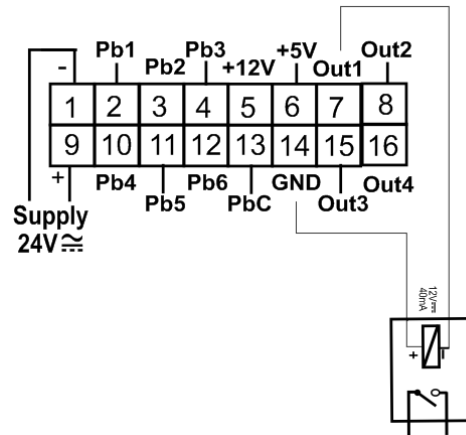 Pb1 Pb2 Pb3 +12V +5V Out1 Out2
- 1 2 3 4 5 6 7 8
9 10 11 12 13 14 15 16
+ Pb4 Pb5 Pb6 PbC GND Out3 Out4
Supply
24V
12V
40mA
+ -